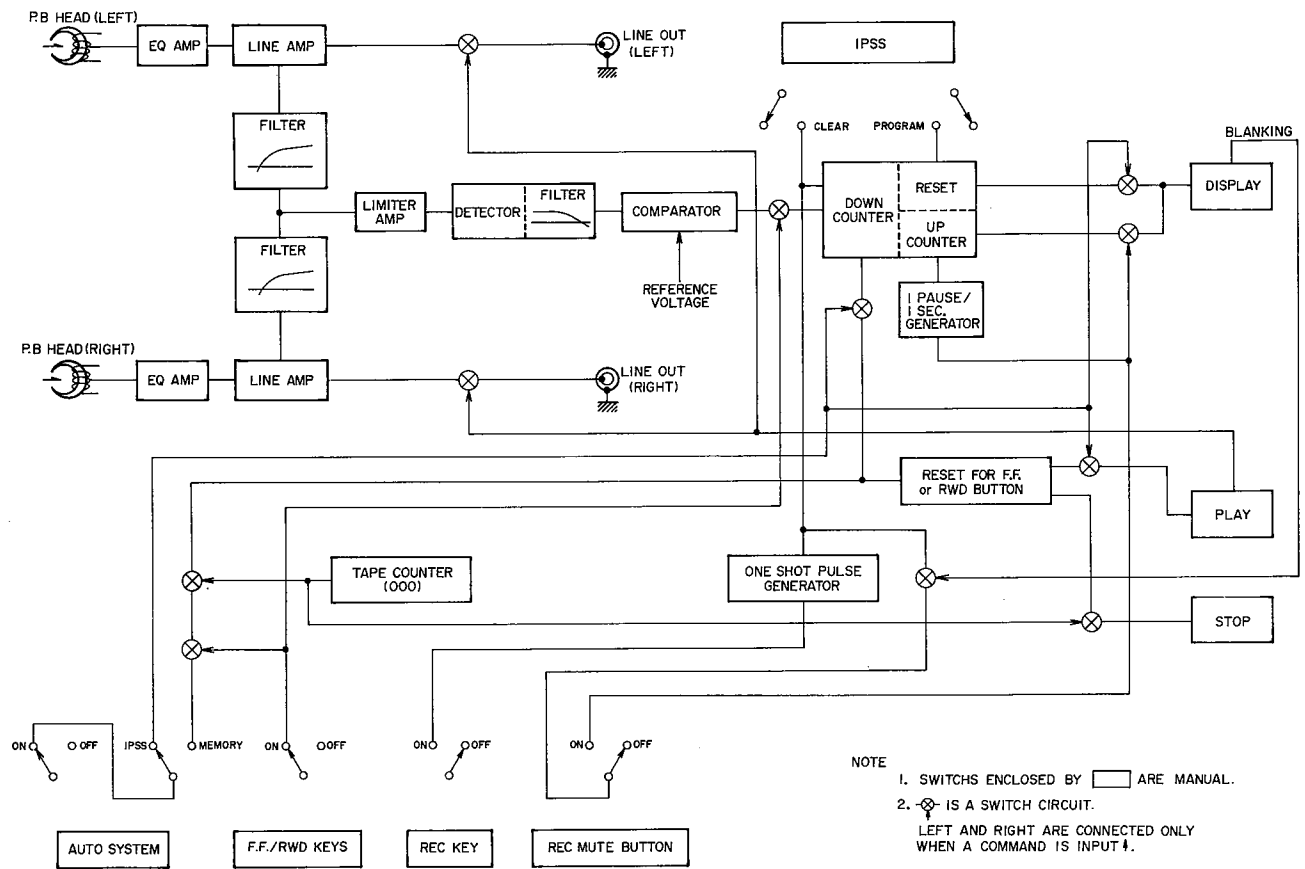 P.B HEAD (LEFT)
EQ AMP
LINE AMP
LINE OUT
(LEFT)
IPSS
FILTER
CLEAR
PROGRAM
BLANKING
LIMITER
AMP
DETECTOR
FILTER
COMPARATOR
DOWN
COUNTER
RESET
UP
COUNTER
DISPLAY
FILTER
REFERENCE
VOLTAGE
1 PAUSE/
1 SEC.
GENERATOR
P.B HEAD (RIGHT)
EQ AMP
LINE AMP
LINE OUT
(RIGHT)
RESET FOR F.F.
or RWD BUTTON
PLAY
TAPE COUNTER
(000)
ONE SHOT PULSE
GENERATOR
STOP
ON
OFF
IPSS
MEMORY
ON
OFF
ON
OFF
ON
OFF
NOTE
1. SWITCHS ENCLOSED BY ARE MANUAL.
2. IS A SWITCH CIRCUIT.
LEFT AND RIGHT ARE CONNECTED ONLY
WHEN A COMMAND IS INPUT.
AUTO SYSTEM
F.F./RWD KEYS
REC KEY
REC MUTE BUTTON